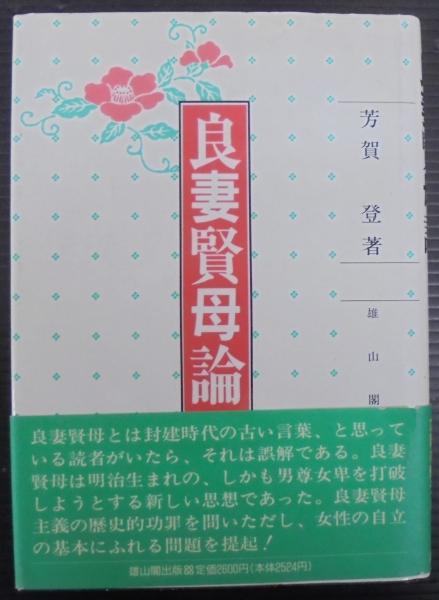 芳賀 登著
雄山閣
良妻賢母論
良妻賢母とは封建時代の古い言葉、と思って
いる読者がいたら、それは誤解である。良妻
賢母は明治生まれの、しかも男尊女卑を打破
しようとする新しい思想であった。良妻賢母
主義の歴史的功罪を問いただし、女性の自立
の基本にふれる問題を提起!
雄山閣出版 88 定価2600円(本体2524円)